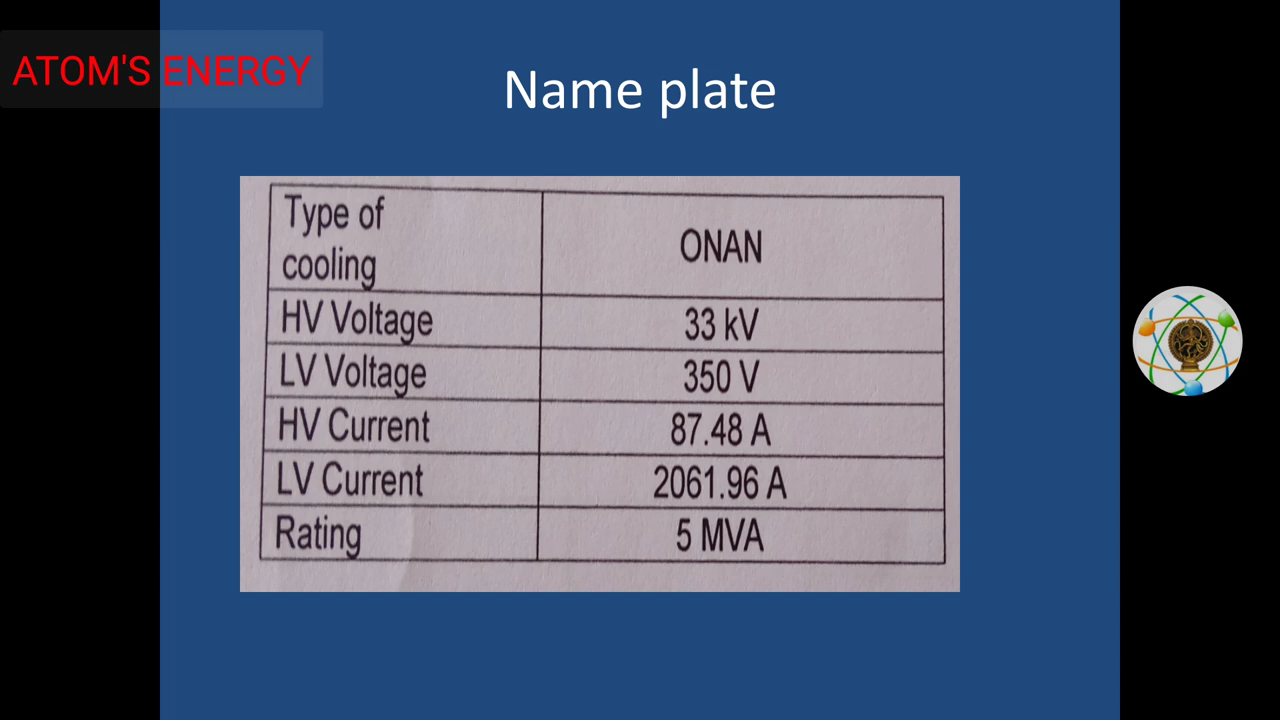 ATOM'S ENERGY
Name plate
Type of
cooling
ONAN
HV Voltage 33 kV
LV Voltage 350 V
HV Current 87.48 A
LV Current 2061.96 A
Rating 5 MVA